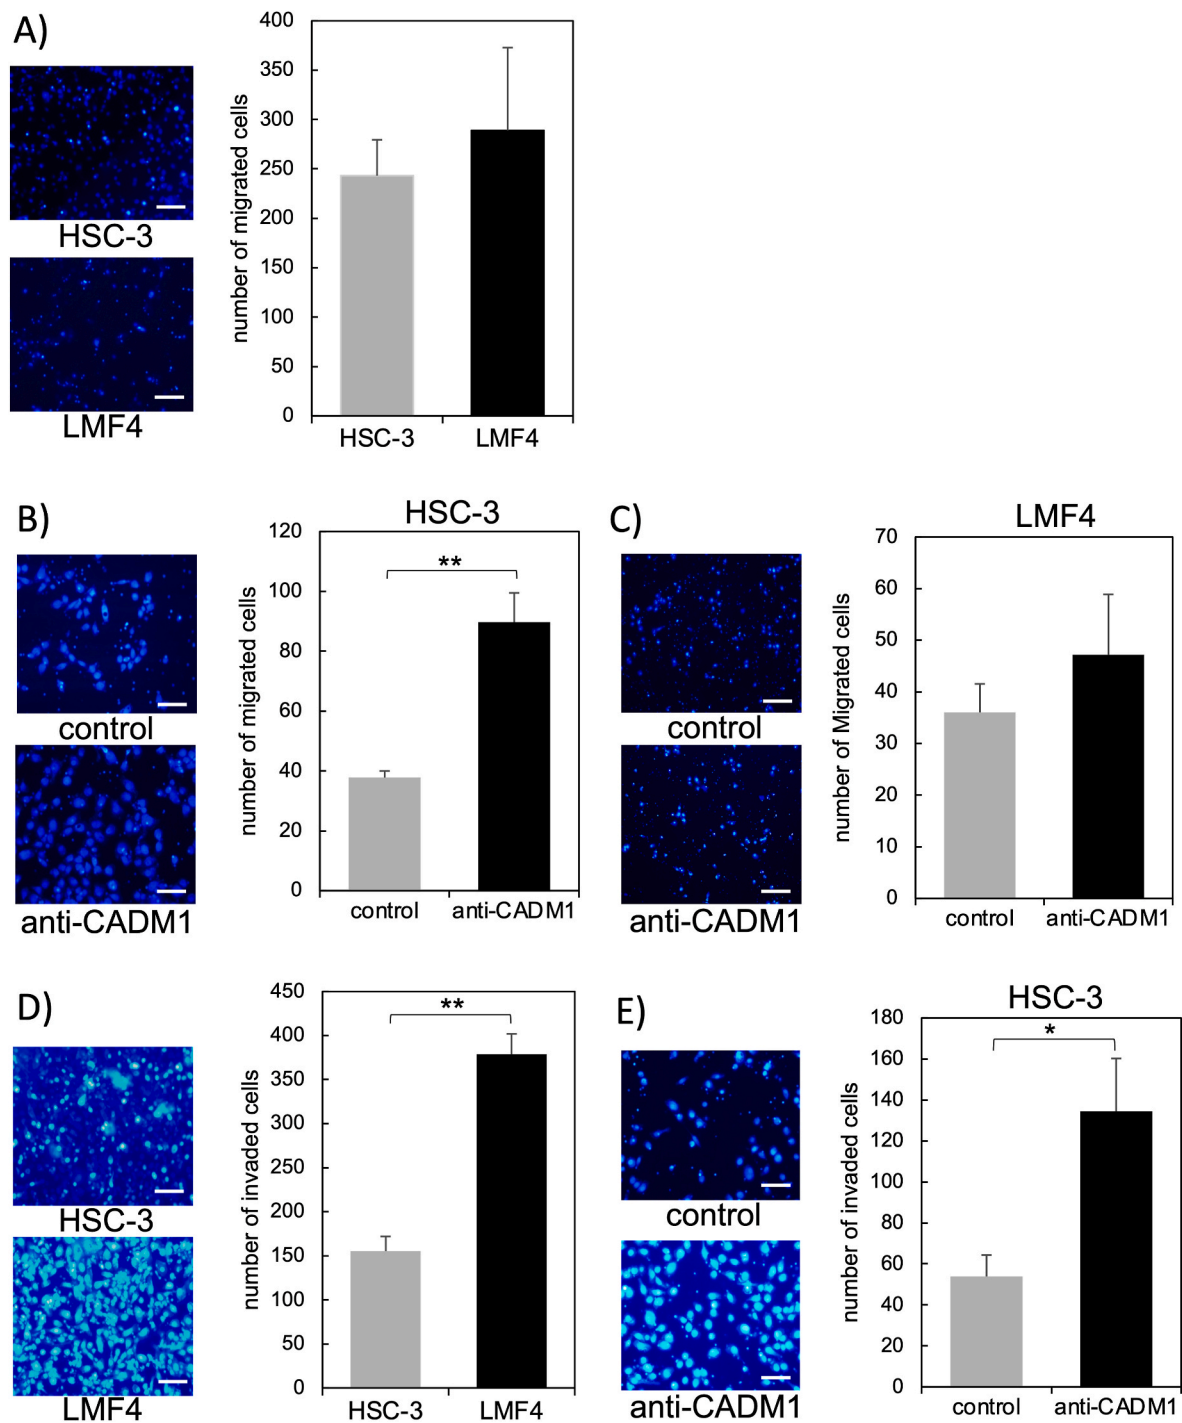 A)
HSC-3
LMF4
number of migrated cells
400
350
300
250
200
150
100
50
0
HSC-3 LMF4
B)
control
anti-CADM1
HSC-3
number of migrated cells
120
100
80
60
40
20
0
**
control anti-CADM1
C)
control
anti-CADM1
LMF4
number of Migrated cells
70
60
50
40
30
20
10
0
control anti-CADM1
D)
HSC-3
LMF4
number of invaded cells
450
400
350
300
250
200
150
100
50
0
**
HSC-3 LMF4
E)
control
anti-CADM1
HSC-3
number of invaded cells
180
160
140
120
100
80
60
40
20
0
*
control anti-CADM1